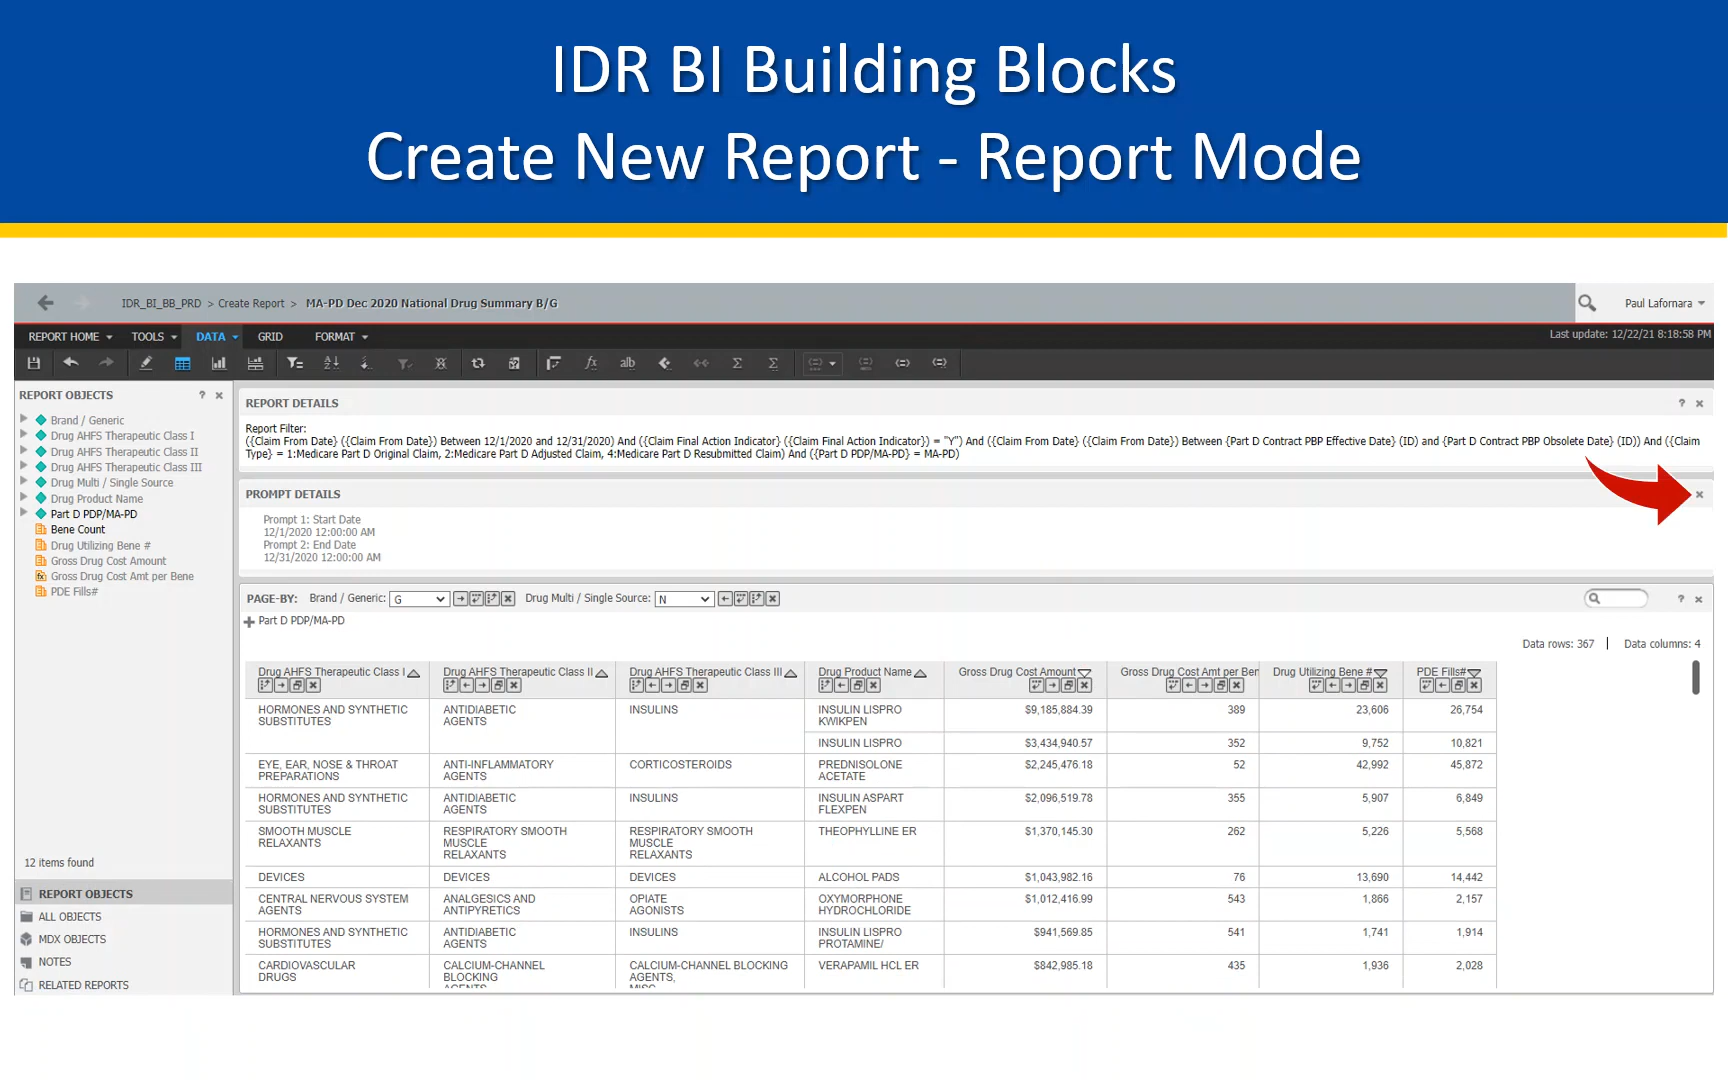 IDR BI Building Blocks
Create New Report - Report Mode
IDR_BI_BB_PRD > Create Report > MA-PD Dec 2020 National Drug Summary B/G
Paul Lafornara
REPORT HOME TOOLS DATA GRID FORMAT
Last update: 12/22/21 8:18:58 PM
REPORT OBJECTS ? ×
Brand / Generic
Drug AHFS Therapeutic Class I
Drug AHFS Therapeutic Class II
Drug AHFS Therapeutic Class III
Drug Multi / Single Source
Drug Product Name
Part D PDP/MA-PD
Bene Count
Drug Utilizing Bene #
Gross Drug Cost Amount
Gross Drug Cost Amt per Bene
PDE Fills#
12 items found
REPORT OBJECTS
ALL OBJECTS
MDX OBJECTS
NOTES
RELATED REPORTS
REPORT DETAILS ? ×
Report Filter:
({Claim From Date} ({Claim From Date}) Between 12/1/2020 and 12/31/2020) And ({Claim Final Action Indicator} ({Claim Final Action Indicator}) = "Y") And ({Claim From Date} ({Claim From Date}) Between {Part D Contract PBP Effective Date} (ID) and {Part D Contract PBP Obsolete Date} (ID)) And ({Claim
Type} = 1:Medicare Part D Original Claim, 2:Medicare Part D Adjusted Claim, 4:Medicare Part D Resubmitted Claim) And ({Part D PDP/MA-PD} = MA-PD)
PROMPT DETAILS ×
Prompt 1: Start Date
12/1/2020 12:00:00 AM
Prompt 2: End Date
12/31/2020 12:00:00 AM
PAGE-BY: Brand / Generic: G Drug Multi / Single Source: N ? ×
Part D PDP/MA-PD
Data rows: 367 | Data columns: 4
Drug AHFS Therapeutic Class I Drug AHFS Therapeutic Class II Drug AHFS Therapeutic Class III Drug Product Name Gross Drug Cost Amount Gross Drug Cost Amt per Ben Drug Utilizing Bene # PDE Fills#
HORMONES AND SYNTHETIC ANTIDIABETIC INSULINS INSULIN LISPRO $9,185,884.39 389 23,606 26,754
SUBSTITUTES AGENTS KWIKPEN
INSULIN LISPRO $3,434,940.57 352 9,752 10,821
EYE, EAR, NOSE & THROAT ANTI-INFLAMMATORY CORTICOSTEROIDS PREDNISOLONE $2,245,476.18 52 42,992 45,872
PREPARATIONS AGENTS ACETATE
HORMONES AND SYNTHETIC ANTIDIABETIC INSULINS INSULIN ASPART $2,096,519.78 355 5,907 6,849
SUBSTITUTES AGENTS FLEXPEN
SMOOTH MUSCLE RESPIRATORY SMOOTH RESPIRATORY SMOOTH THEOPHYLLINE ER $1,370,145.30 262 5,226 5,568
RELAXANTS MUSCLE MUSCLE
RELAXANTS RELAXANTS
DEVICES DEVICES DEVICES ALCOHOL PADS $1,043,982.16 76 13,690 14,442
CENTRAL NERVOUS SYSTEM ANALGESICS AND OPIATE OXYMORPHONE $1,012,416.99 543 1,866 2,157
AGENTS ANTIPYRETICS AGONISTS HYDROCHLORIDE
HORMONES AND SYNTHETIC ANTIDIABETIC INSULINS INSULIN LISPRO $941,569.85 541 1,741 1,914
SUBSTITUTES AGENTS PROTAMINE/
CARDIOVASCULAR CALCIUM-CHANNEL CALCIUM-CHANNEL BLOCKING VERAPAMIL HCL ER $842,985.18 435 1,936 2,028
DRUGS BLOCKING AGENTS,